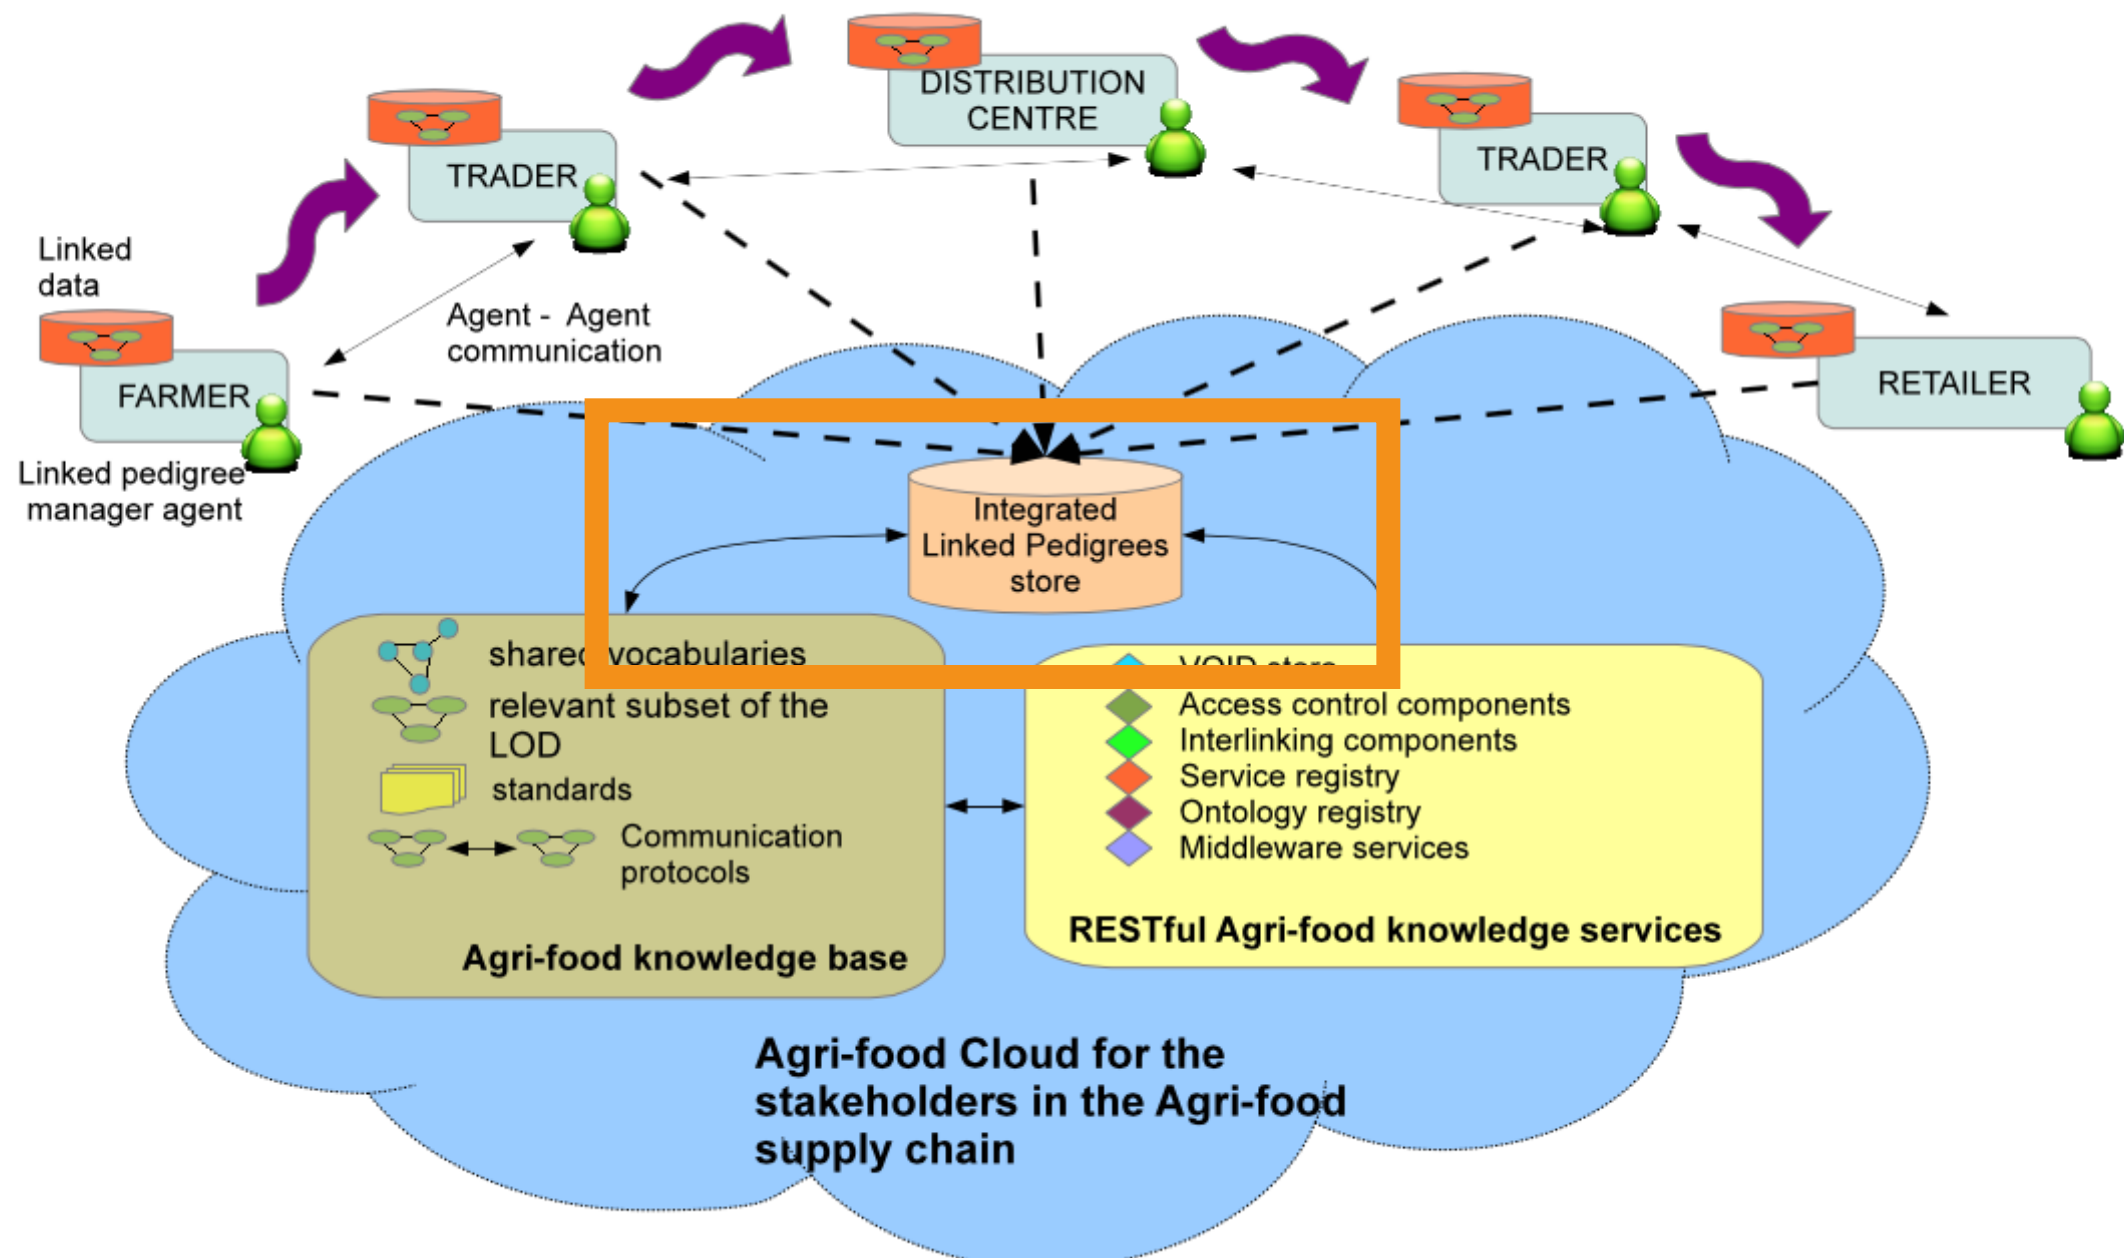 DISTRIBUTION
CENTRE
TRADER
TRADER
Linked
data
Agent - Agent
communication
FARMER
RETAILER
Linked pedigree
manager agent
Integrated
Linked Pedigrees
store
shared vocabularies
relevant subset of the
LOD
standards
Communication
protocols
Agri-food knowledge base
VOID store
Access control components
Interlinking components
Service registry
Ontology registry
Middleware services
RESTful Agri-food knowledge services
Agri-food Cloud for the
stakeholders in the Agri-food
supply chain